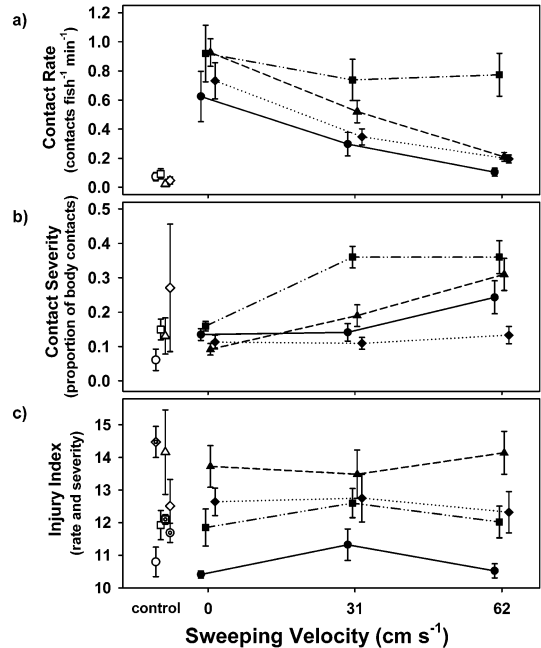 a)
Contact Rate
(contacts fish⁻¹ min⁻¹)
1.2
1.0
0.8
0.6
0.4
0.2
0.0
b)
Contact Severity
(proportion of body contacts)
0.5
0.4
0.3
0.2
0.1
0.0
c)
Injury Index
(rate and severity)
15
14
13
12
11
10
control 0 31 62
Sweeping Velocity (cm s⁻¹)